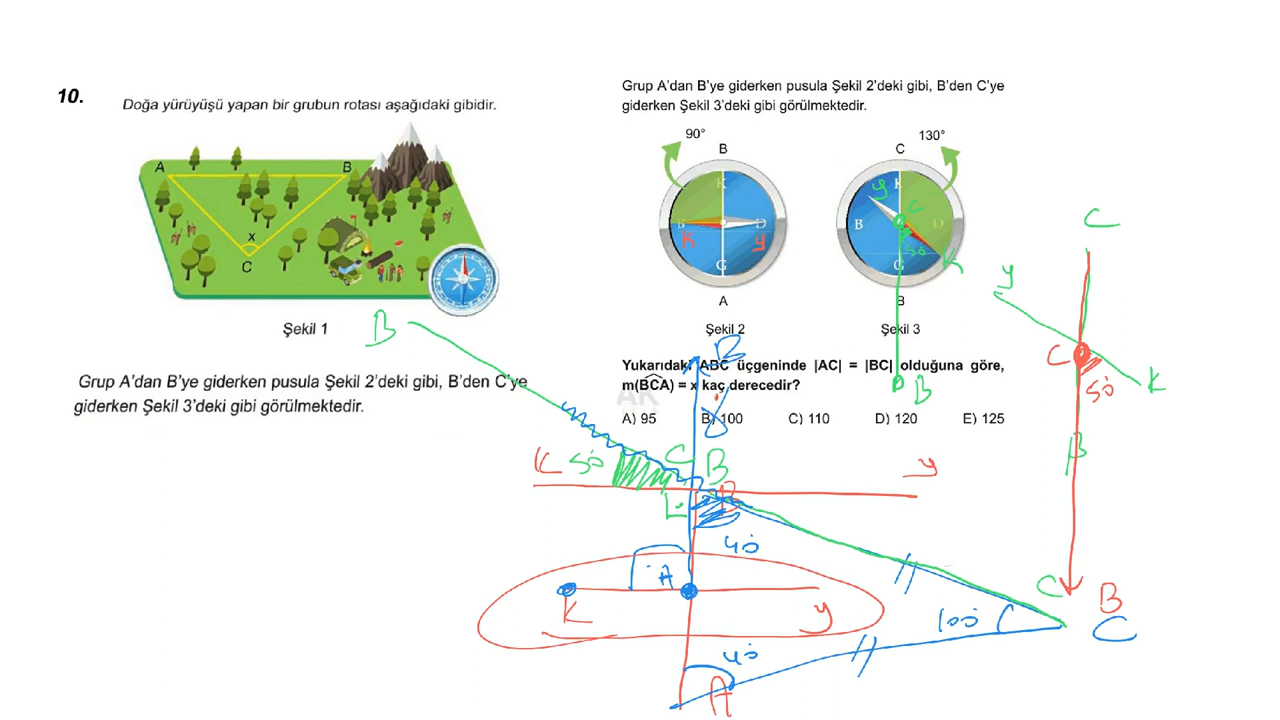 10.
Doğa yürüyüşü yapan bir grubun rotası aşağıdaki gibidir.
A
B
x
C
Şekil 1
Grup A'dan B'ye giderken pusula Şekil 2'deki gibi, B'den C'ye
giderken Şekil 3'deki gibi görülmektedir.
Grup A'dan B'ye giderken pusula Şekil 2'deki gibi, B'den C'ye
giderken Şekil 3'deki gibi görülmektedir.
90°
B
K
B
D
G
K
y
A
Şekil 2
130°
C
K
y
C
B
D
50
G
K
B
Şekil 3
B
Yukarıdaki ABC üçgeninde |AC| = |BC| olduğuna göre,
m(BCA) = x kaç derecedir?
A) 95
B) 100
C) 110
D) 120
E) 125
B
B
K
50
C
B
y
B
40
A
K
y
40
A
100
C
C
y
C
50
K
B
C
B
C